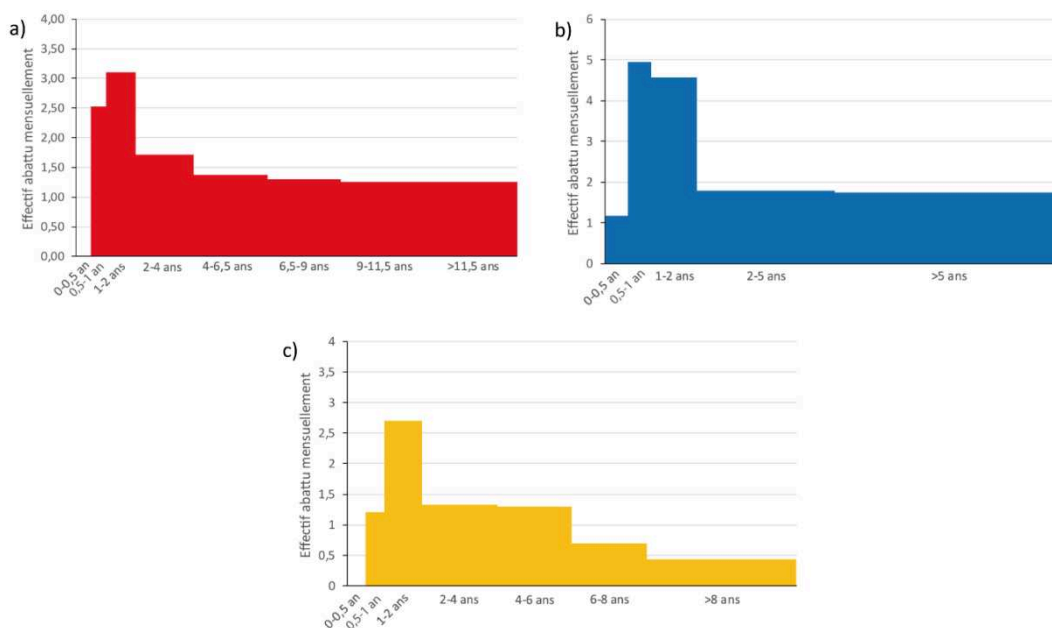 a)
Effectif abattu mensuellement
4,00
3,50
3,00
2,50
2,00
1,50
1,00
0,50
0,00
0-0,5 an
0,5-1 an
1-2 ans
2-4 ans
4-6,5 ans
6,5-9 ans
9-11,5 ans
>11,5 ans
b)
Effectif abattu mensuellement
6
5
4
3
2
1
0
0-0,5 an
0,5-1 an
1-2 ans
2-5 ans
>5 ans
c)
Effectif abattu mensuellement
4
3,5
3
2,5
2
1,5
1
0,5
0
0-0,5 an
0,5-1 an
1-2 ans
2-4 ans
4-6 ans
6-8 ans
>8 ans